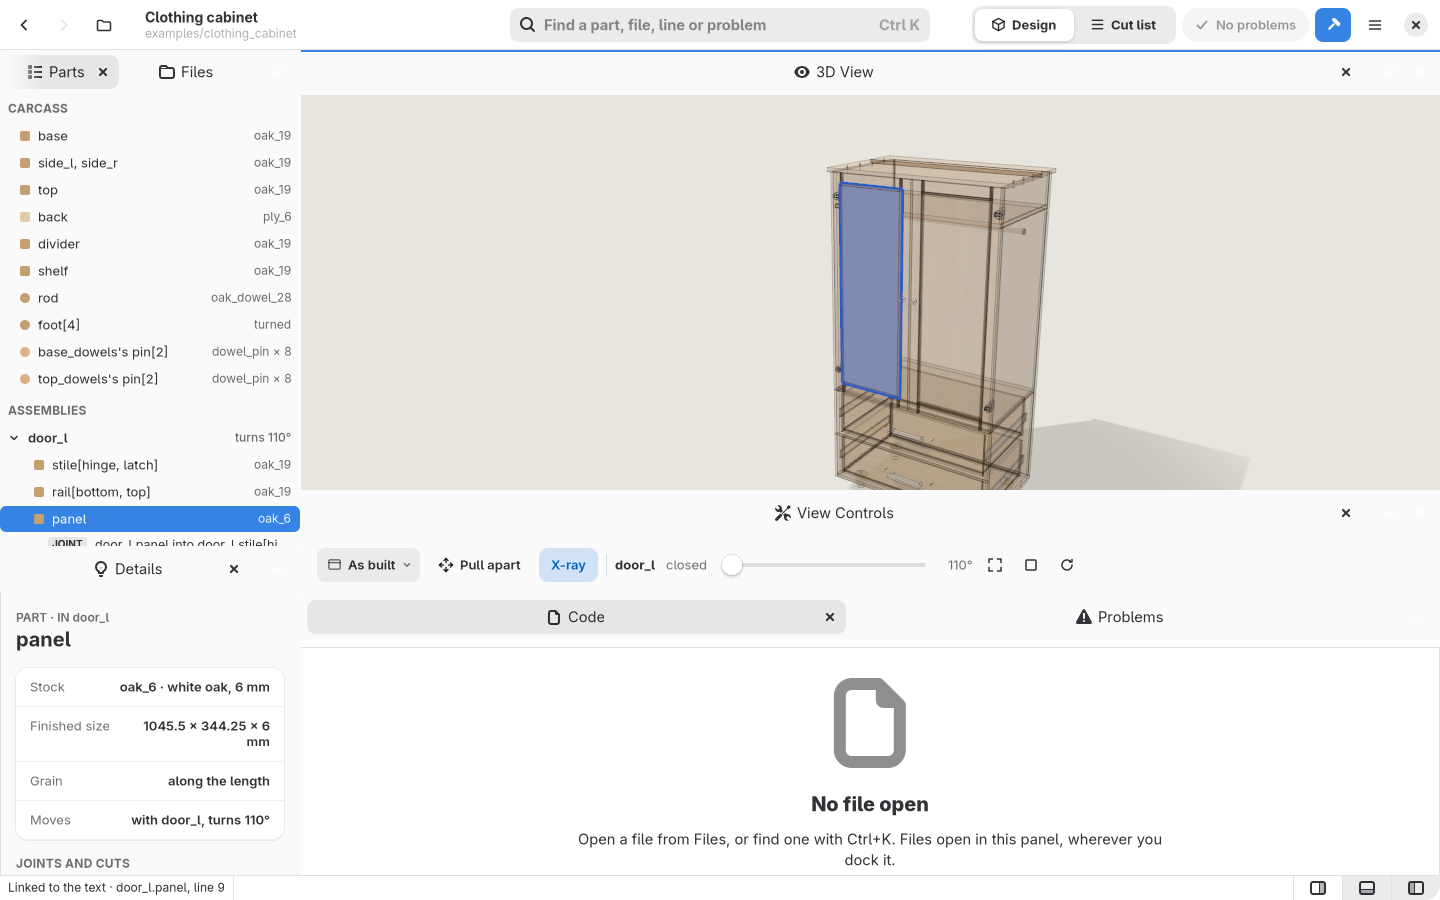 Clothing cabinet
examples/clothing_cabinet
Find a part, file, line or problem
Ctrl K
Design
Cut list
No problems
Parts
Files
3D View
CARCASS
base oak_19
side_l, side_r oak_19
top oak_19
back ply_6
divider oak_19
shelf oak_19
rod oak_dowel_28
foot[4] turned
base_dowels's pin[2] dowel_pin × 8
top_dowels's pin[2] dowel_pin × 8
ASSEMBLIES
door_l turns 110°
stile[hinge, latch] oak_19
rail[bottom, top] oak_19
panel oak_6
JOINT door_l.panel into door_l.stile[hi
View Controls
As built
Pull apart
X-ray
door_l closed
110°
Details
Code
Problems
PART · IN door_l
panel
Stock oak_6 · white oak, 6 mm
Finished size 1045.5 × 344.25 × 6
mm
Grain along the length
Moves with door_l, turns 110°
JOINTS AND CUTS
No file open
Open a file from Files, or find one with Ctrl+K. Files open in this panel, wherever you
dock it.
Linked to the text · door_l.panel, line 9